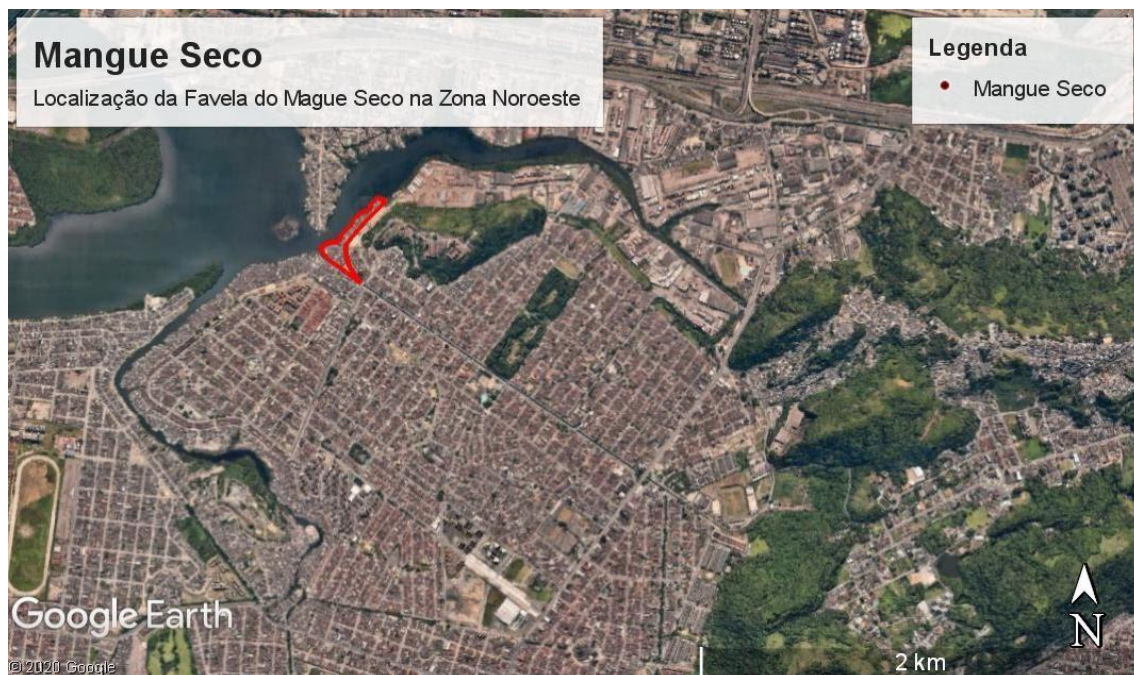 Mangue Seco
Localização da Favela do Mague Seco na Zona Noroeste
Legenda
Mangue Seco
Google Earth
©2020 Google
2 km
N